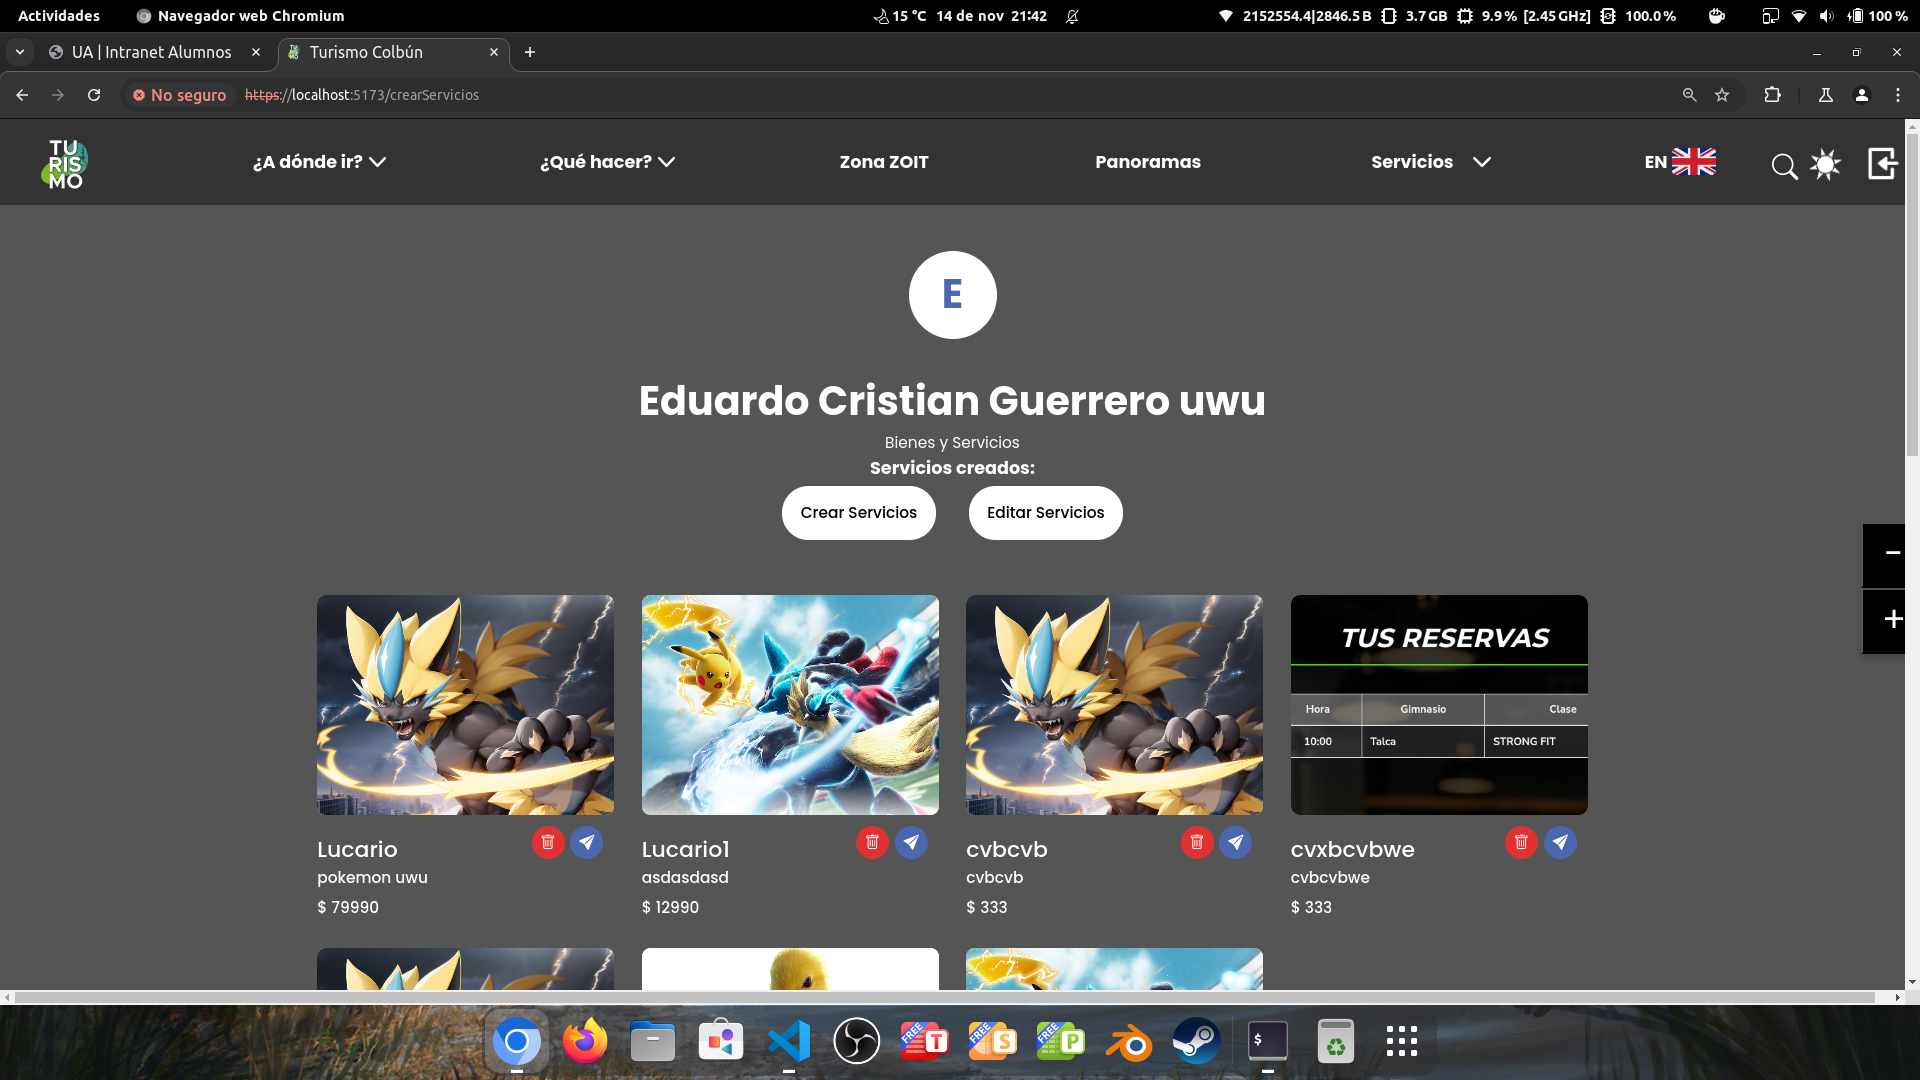 Actividades Navegador web Chromium 15 °C 14 de nov 21:42 2152554.4|2846.5 B 3.7 GB 9.9 % [2.45 GHz] 100.0 % 100 %
UA | Intranet Alumnos Turismo Colbún
No seguro https://localhost:5173/crearServicios
TU
RIS
MO
¿A dónde ir? ¿Qué hacer? Zona ZOIT Panoramas Servicios EN
E
Eduardo Cristian Guerrero uwu
Bienes y Servicios
Servicios creados:
Crear Servicios Editar Servicios
TUS RESERVAS
Hora Gimnasio Clase
10:00 Talca STRONG FIT
Lucario Lucario1 cvbcvb cvxbcvbwe
pokemon uwu asdasdasd cvbcvb cvbcvbwe
$ 79990 $ 12990 $ 333 $ 333
FREE T FREE S FREE P $